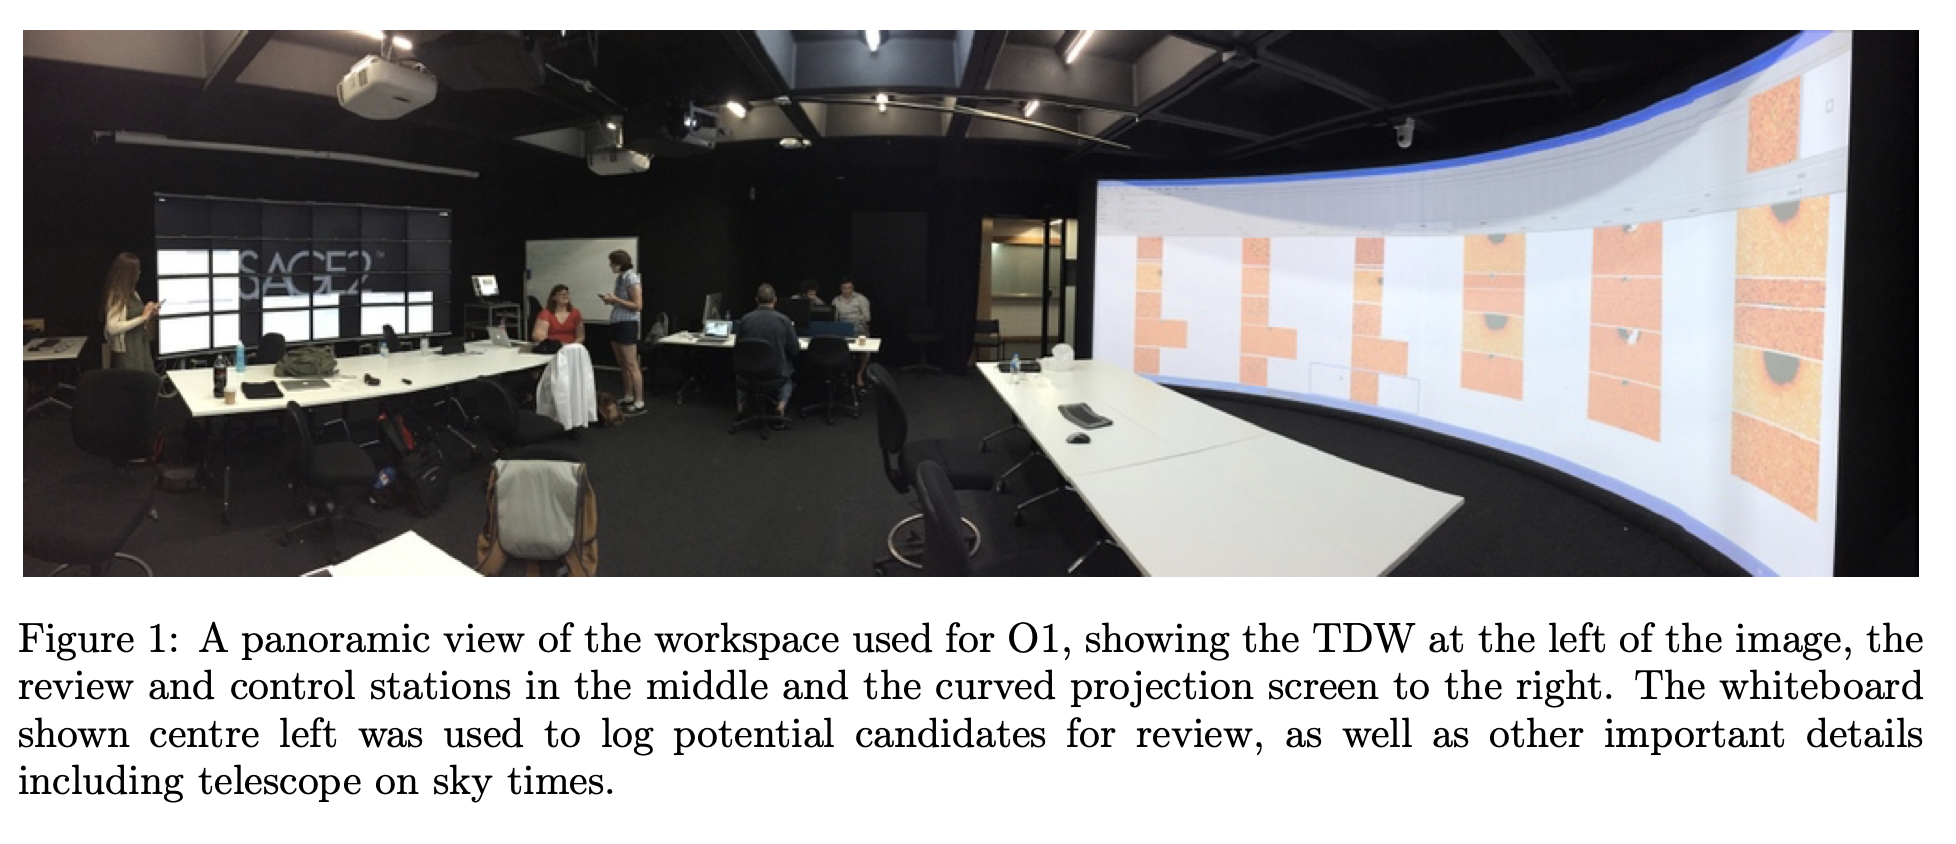 SAGE2™
Figure 1: A panoramic view of the workspace used for O1, showing the TDW at the left of the image, the
review and control stations in the middle and the curved projection screen to the right. The whiteboard
shown centre left was used to log potential candidates for review, as well as other important details
including telescope on sky times.